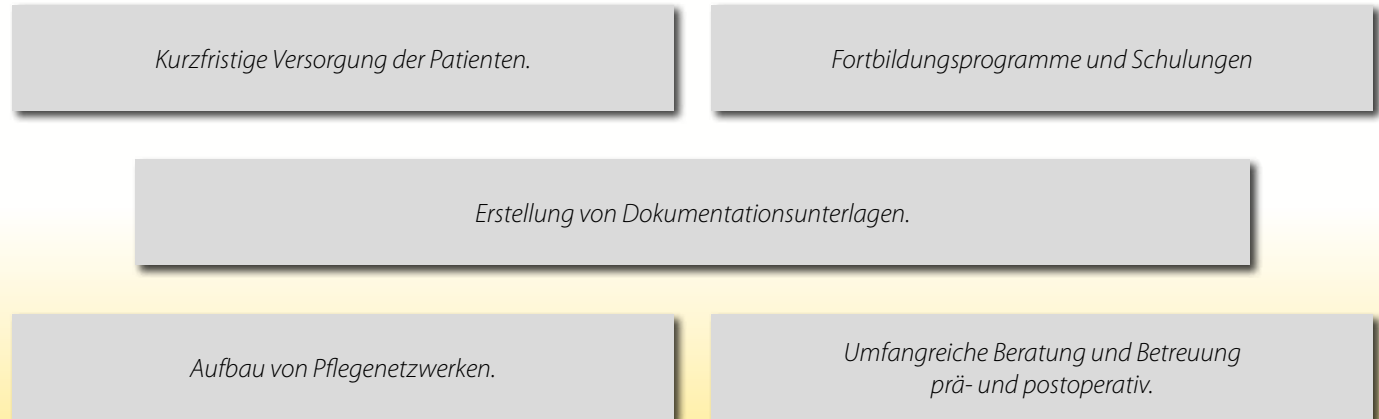 Kurzfristige Versorgung der Patienten.
Fortbildungsprogramme und Schulungen
Erstellung von Dokumentationsunterlagen.
Aufbau von Pflegenetzwerken.
Umfangreiche Beratung und Betreuung
prä- und postoperativ.